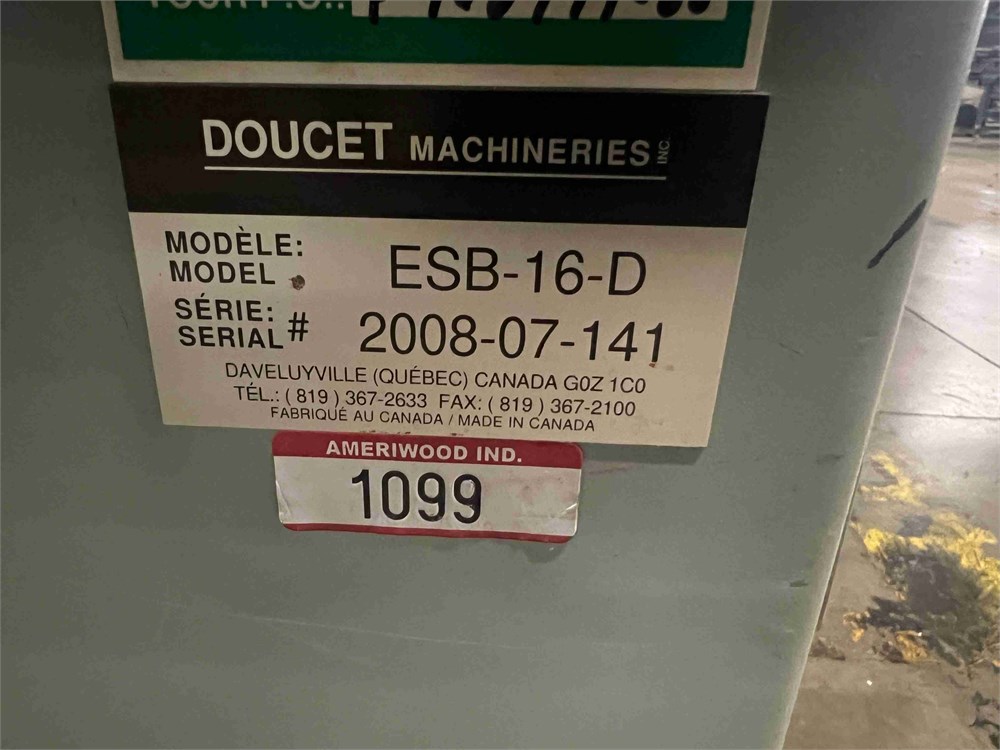 YOUR P.O.:
DOUCET MACHINERIES INC.
MODÈLE:
MODEL ESB-16-D
SÉRIE:
SERIAL # 2008-07-141
DAVELUYVILLE (QUÉBEC) CANADA G0Z 1C0
TÉL.: ( 819 ) 367-2633 FAX: ( 819 ) 367-2100
FABRIQUÉ AU CANADA / MADE IN CANADA
AMERIWOOD IND.
1099